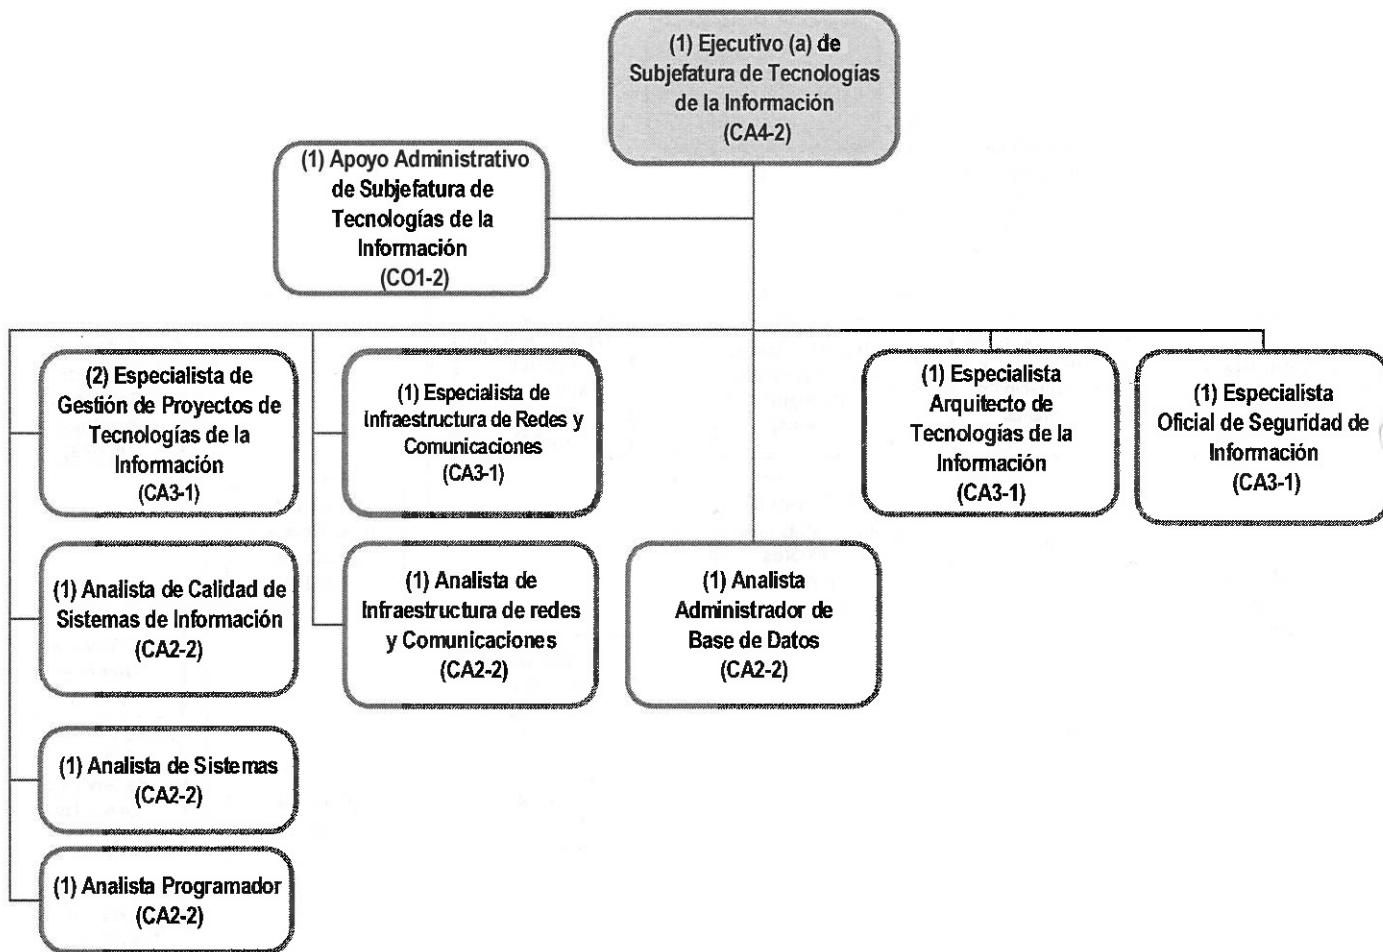 (1) Ejecutivo (a) de
Subjefatura de Tecnologías
de la Información
(CA4-2)
(1) Apoyo Administrativo
de Subjefatura de
Tecnologías de la
Información
(CO1-2)
(2) Especialista de
Gestión de Proyectos de
Tecnologías de la
Información
(CA3-1)
(1) Especialista de
Infraestructura de Redes y
Comunicaciones
(CA3-1)
(1) Especialista
Arquitecto de
Tecnologías de la
Información
(CA3-1)
(1) Especialista
Oficial de Seguridad de
Información
(CA3-1)
(1) Analista de Calidad de
Sistemas de Información
(CA2-2)
(1) Analista de
Infraestructura de redes
y Comunicaciones
(CA2-2)
(1) Analista
Administrador de
Base de Datos
(CA2-2)
(1) Analista de Sistemas
(CA2-2)
(1) Analista Programador
(CA2-2)